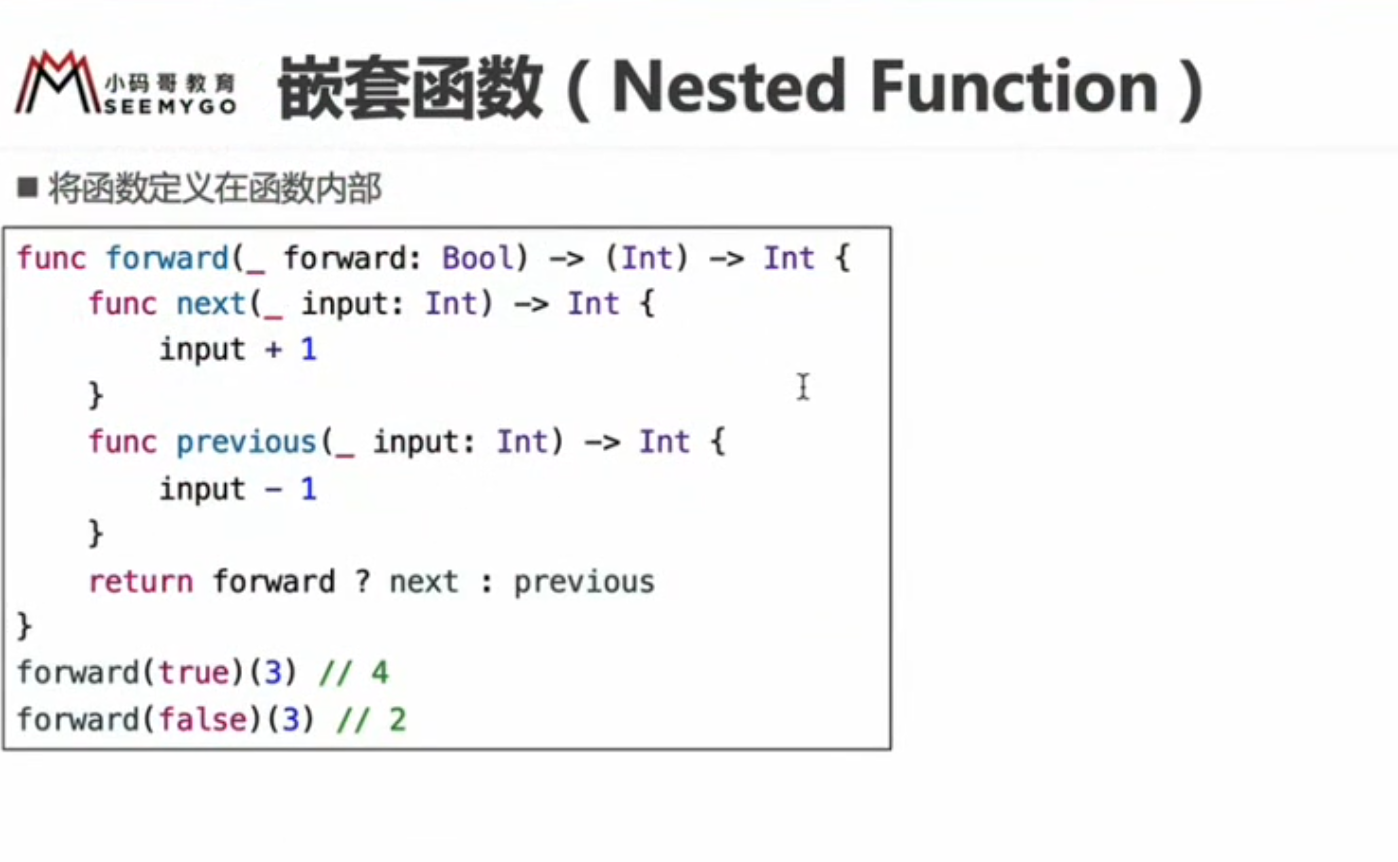 小码哥教育
SEEMYGO
嵌套函数（Nested Function）
■ 将函数定义在函数内部
func forward(_ forward: Bool) -> (Int) -> Int {
    func next(_ input: Int) -> Int {
        input + 1
    }
    func previous(_ input: Int) -> Int {
        input - 1
    }
    return forward ? next : previous
}
forward(true)(3) // 4
forward(false)(3) // 2